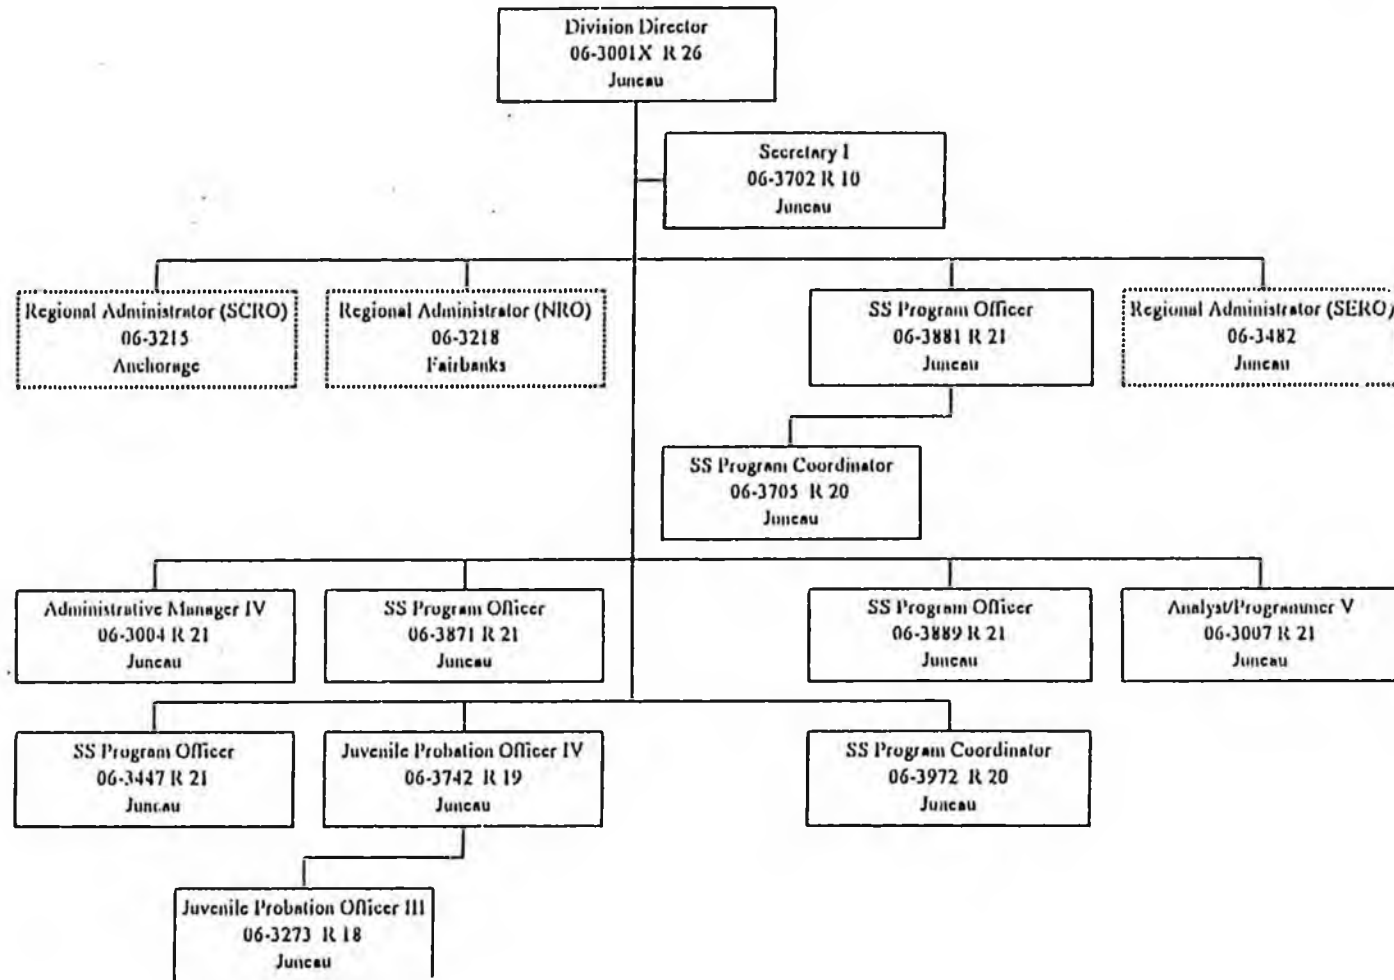 Division Director
06-3001X R 26
Juneau
Secretary I
06-3702 R 10
Juneau
Regional Administrator (SCRO)
06-3215
Anchorage
Regional Administrator (NRO)
06-3218
Fairbanks
SS Program Officer
06-3881 R 21
Juneau
Regional Administrator (SERO)
06-3482
Juneau
SS Program Coordinator
06-3705 R 20
Juneau
Administrative Manager IV
06-3004 R 21
Juneau
SS Program Officer
06-3871 R 21
Juneau
SS Program Officer
06-3889 R 21
Juneau
Analyst/Programmer V
06-3007 R 21
Juneau
SS Program Officer
06-3447 R 21
Juneau
Juvenile Probation Officer IV
06-3742 R 19
Juneau
SS Program Coordinator
06-3972 R 20
Juneau
Juvenile Probation Officer III
06-3273 R 18
Juneau